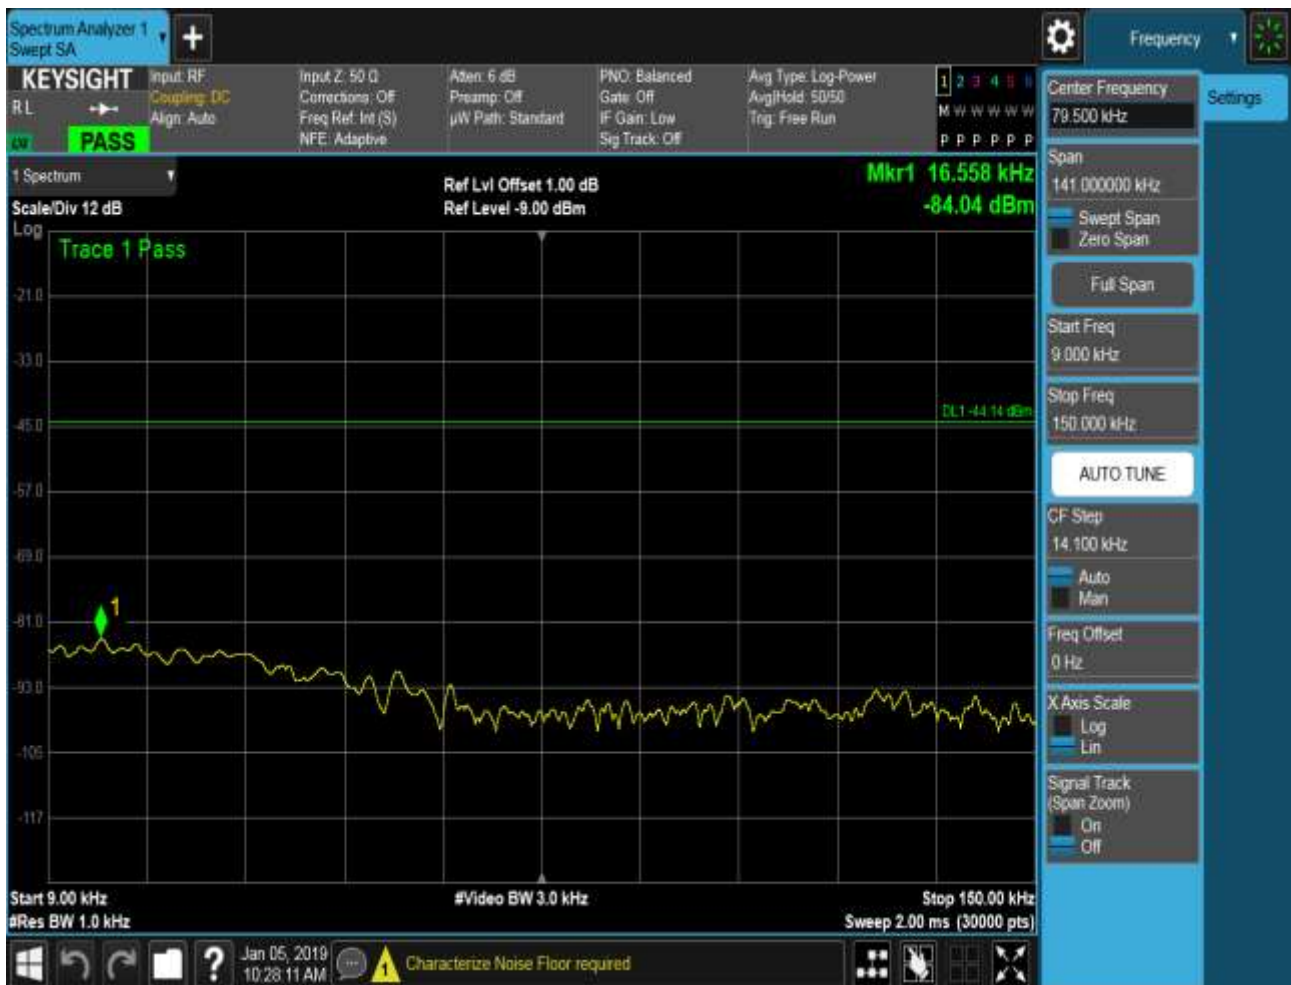 Spectrum Analyzer 1
Swept SA
+
Frequency
KEYSIGHT
R L
PASS
Input: RF
Coupling: DC
Align: Auto
Input Z: 50 Ω
Corrections: Off
Freq Ref: Int (S)
NFE: Adaptive
Atten: 6 dB
Preamp: Off
µW Path: Standard
PNO: Balanced
Gate: Off
IF Gain: Low
Sig Track: Off
Avg Type: Log-Power
Avg|Hold: 50/50
Trig: Free Run
1 2 3 4 5 6
M W W W W W
P P P P P P
1 Spectrum
Scale/Div 12 dB
Log
Ref Lvl Offset 1.00 dB
Ref Level -9.00 dBm
Mkr1 16.558 kHz
-84.04 dBm
Trace 1 Pass
-21.0
-33.0
DL1 -44.14 dBm
-45.0
-57.0
-69.0
1
-81.0
-93.0
-105
-117
Start 9.00 kHz
#Res BW 1.0 kHz
#Video BW 3.0 kHz
Stop 150.00 kHz
Sweep 2.00 ms (30000 pts)
Center Frequency
79.500 kHz
Settings
Span
141.000000 kHz
Swept Span
Zero Span
Full Span
Start Freq
9.000 kHz
Stop Freq
150.000 kHz
AUTO TUNE
CF Step
14.100 kHz
Auto
Man
Freq Offset
0 Hz
X Axis Scale
Log
Lin
Signal Track
(Span Zoom)
On
Off
?
Jan 05, 2019
10:28:11 AM
1
Characterize Noise Floor required